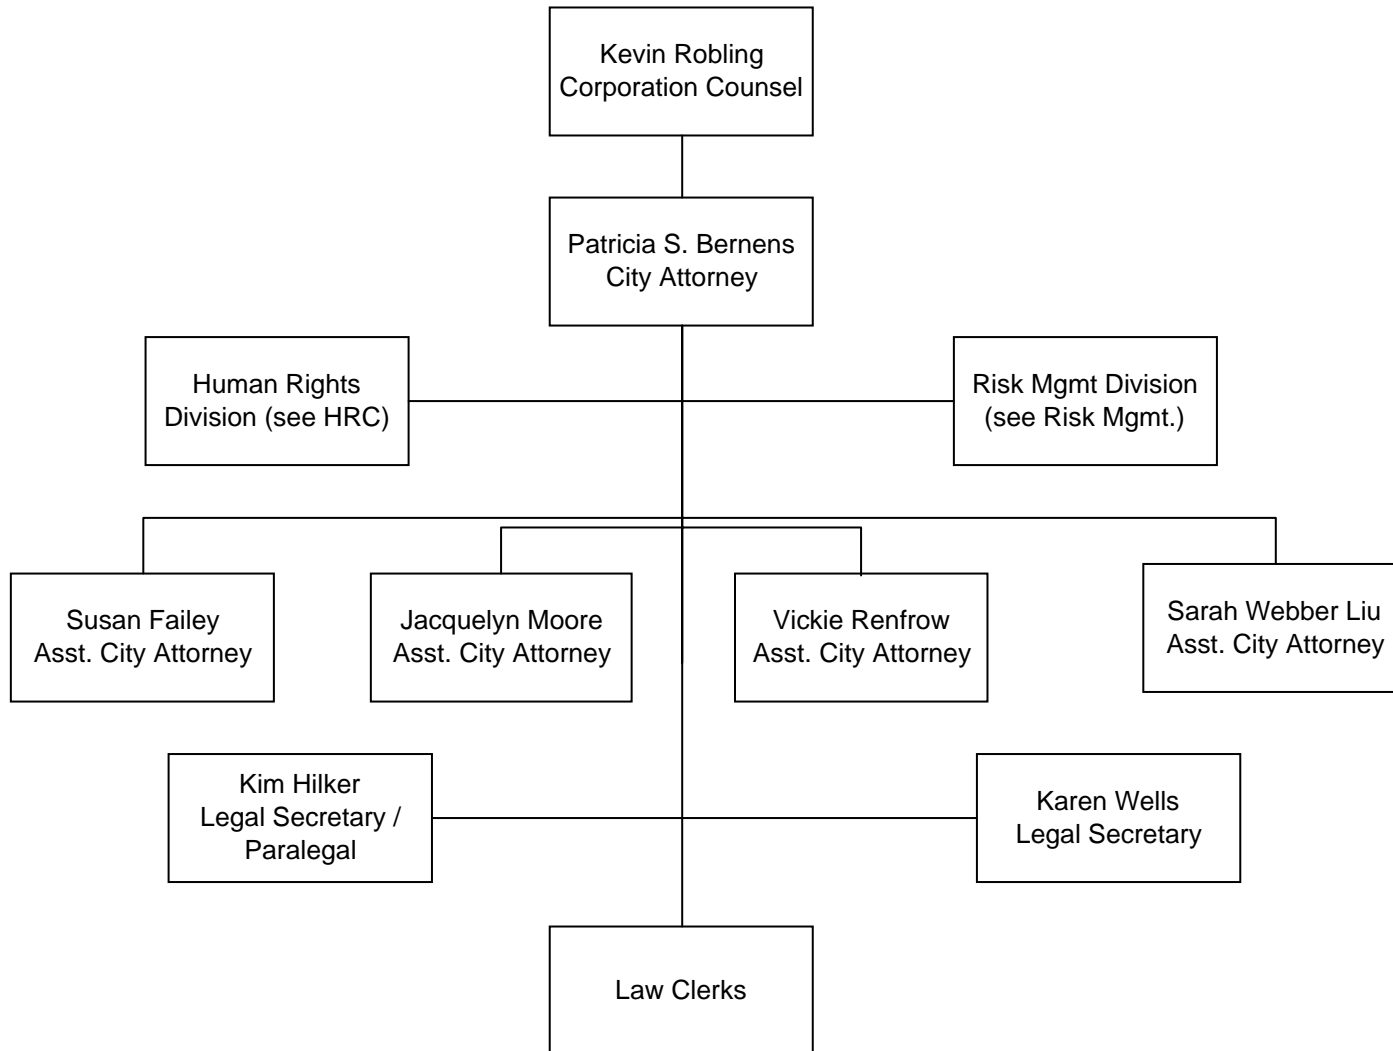 Kevin Robling
Corporation Counsel
Patricia S. Bernens
City Attorney
Human Rights
Division (see HRC)
Risk Mgmt Division
(see Risk Mgmt.)
Susan Failey
Asst. City Attorney
Jacquelyn Moore
Asst. City Attorney
Vickie Renfrow
Asst. City Attorney
Sarah Webber Liu
Asst. City Attorney
Kim Hilker
Legal Secretary /
Paralegal
Karen Wells
Legal Secretary
Law Clerks